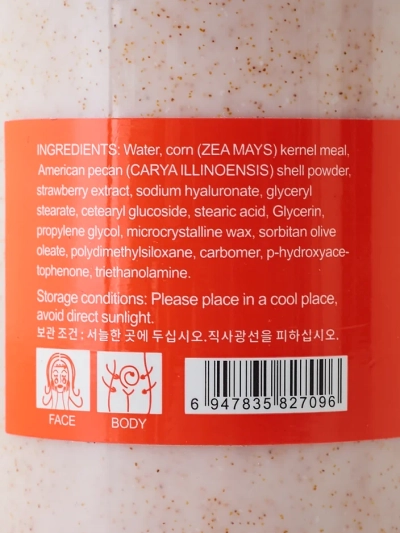 INGREDIENTS: Water, corn (ZEA MAYS) kernel meal,
American pecan (CARYA ILLINOENSIS) shell powder,
strawberry extract, sodium hyaluronate, glyceryl
stearate, cetearyl glucoside, stearic acid, Glycerin,
propylene glycol, microcrystalline wax, sorbitan olive
oleate, polydimethylsiloxane, carbomer, p-hydroxyace-
tophenone, triethanolamine.
Storage conditions: Please place in a cool place,
avoid direct sunlight.
보관 조건 : 서늘한 곳에 두십시오.직사광선을 피하십시오.
FACE
BODY
6 947835 827096